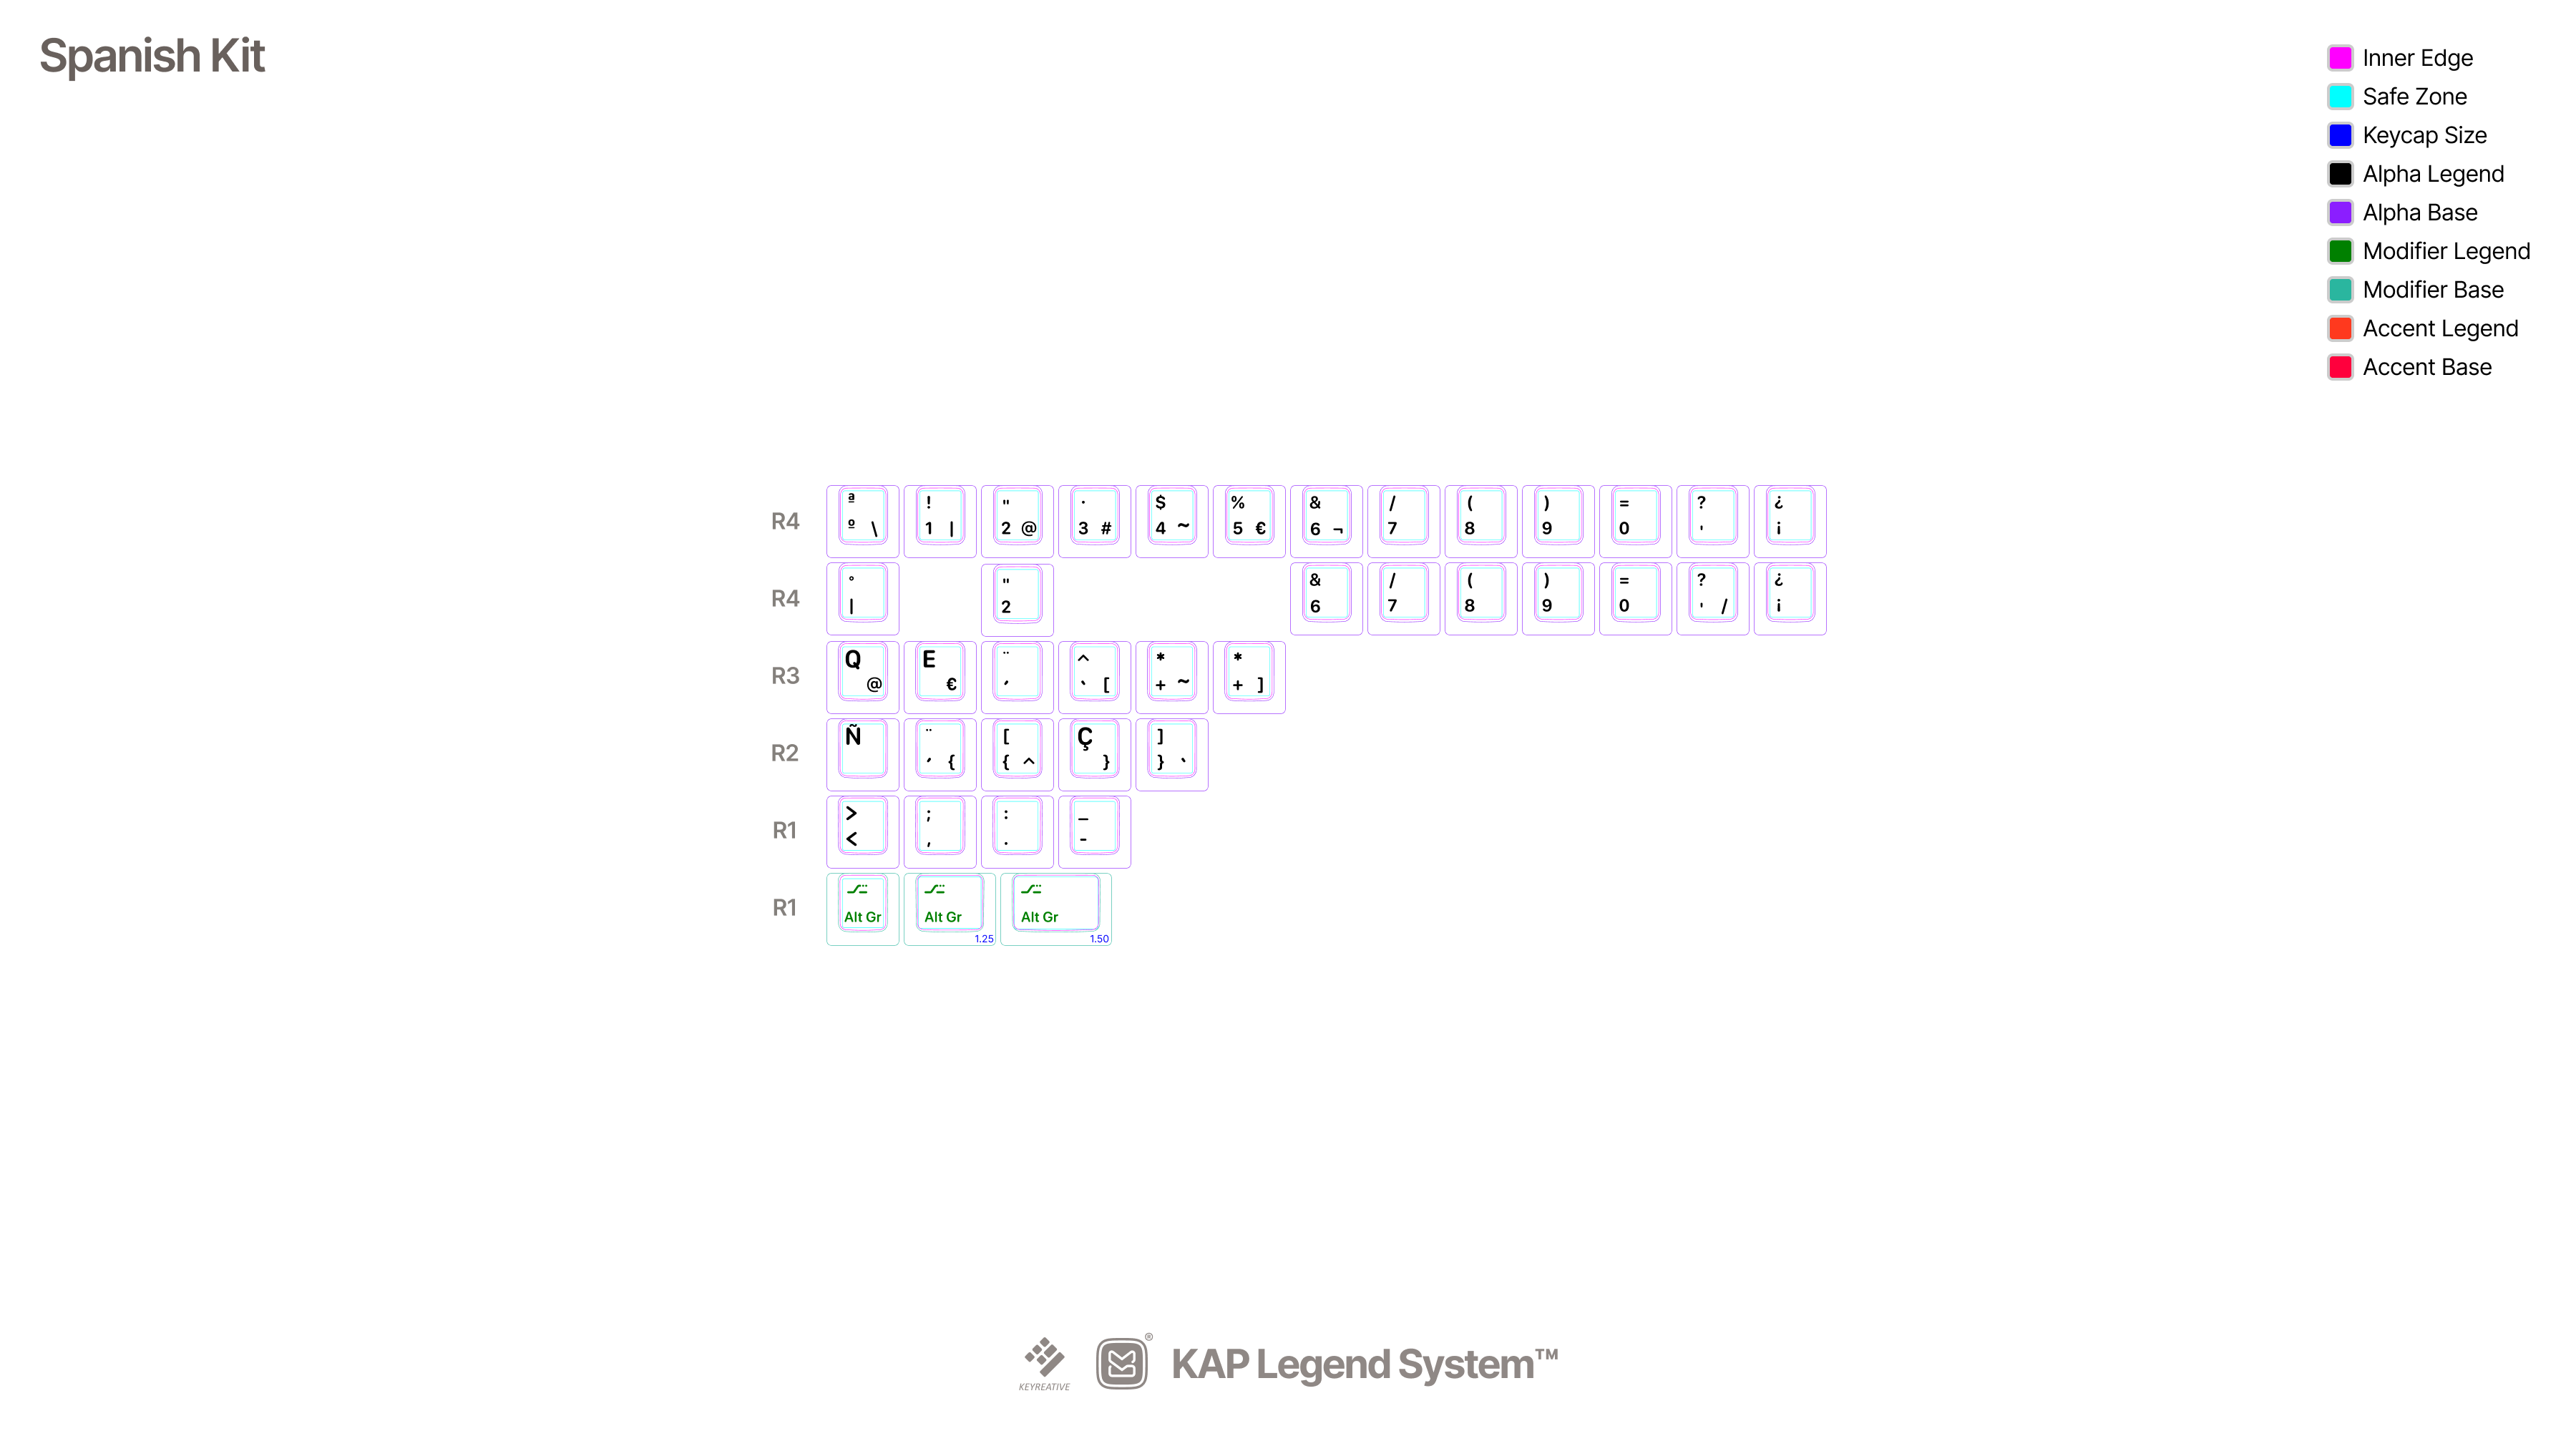 Spanish Kit
Inner Edge
Safe Zone
Keycap Size
Alpha Legend
Alpha Base
Modifier Legend
Modifier Base
Accent Legend
Accent Base
R4
ª ! " · $ % & / ( ) = ? ¿
º \ 1 | 2 @ 3 # 4 ~ 5 € 6 ¬ 7 8 9 0 ' ¡
R4
° " & / ( ) = ? ¿
| 2 6 7 8 9 0 ' / ¡
R3
Q E ¨ ^ * *
@ € ´ ` [ + ~ + ]
R2
Ñ ¨ [ Ç ]
´ { { ^ } } `
R1
> ; : _
< , . -
R1
Alt Gr Alt Gr Alt Gr
1.25 1.50
KEYREATIVE
®
KAP Legend System™